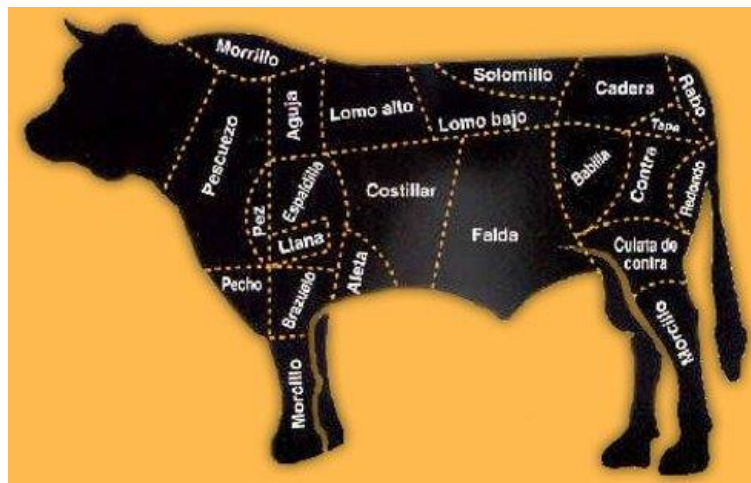 Morrillo
Solomillo
Cadera
Rabo
Aguja
Lomo alto
Lomo bajo
Tapa
Pescuezo
Espaldilla
Costillar
Babilla
Contra
Redondo
Pez
Llana
Falda
Culata de
contra
Pecho
Brazuelo
Aleta
Morcillo
Morcillo